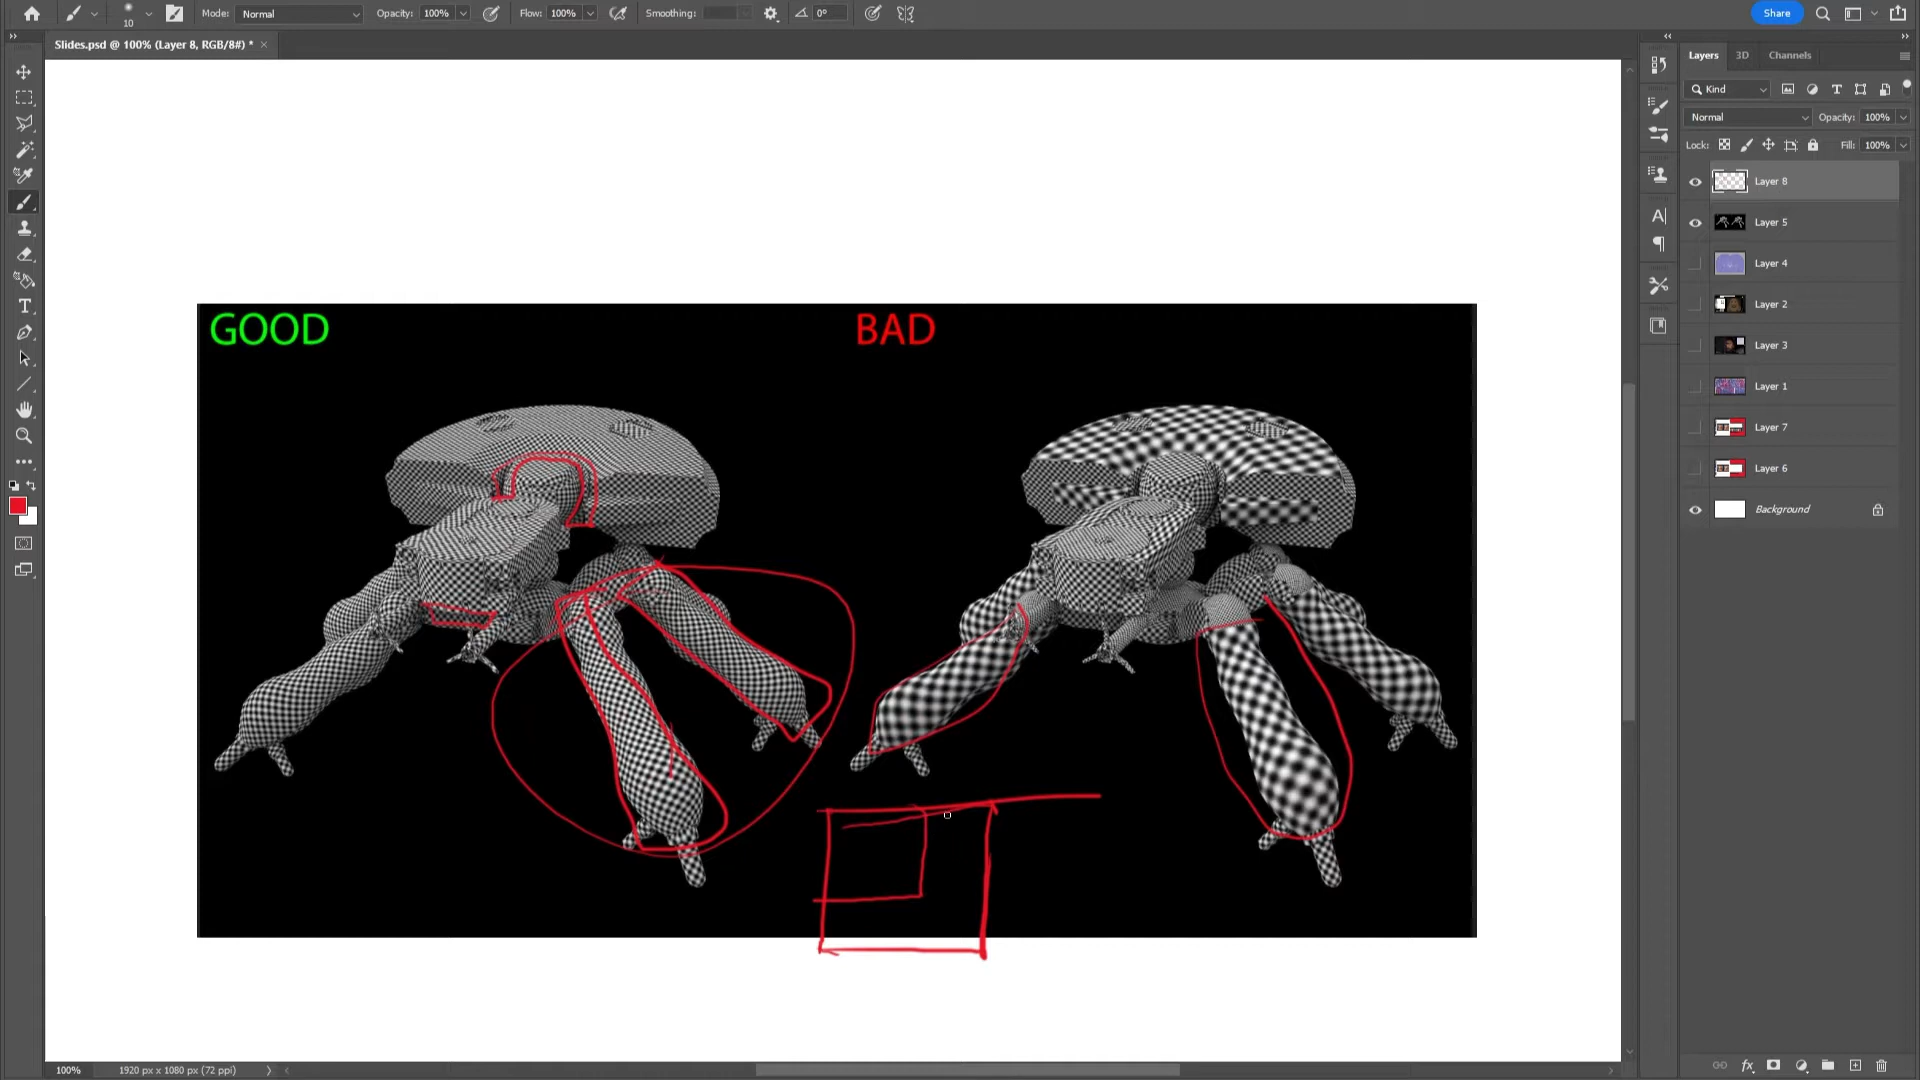 Mode: Normal Opacity: 100% Flow: 100% Smoothing: 0° Share
10
Slides.psd @ 100% (Layer 8, RGB/8#) *
Layers 3D Channels
Kind
Normal Opacity: 100%
Lock: Fill: 100%
Layer 8
Layer 5
Layer 4
Layer 2
Layer 3
Layer 1
Layer 7
Layer 6
Background
GOOD BAD
100% 1920 px x 1080 px (72 ppi)